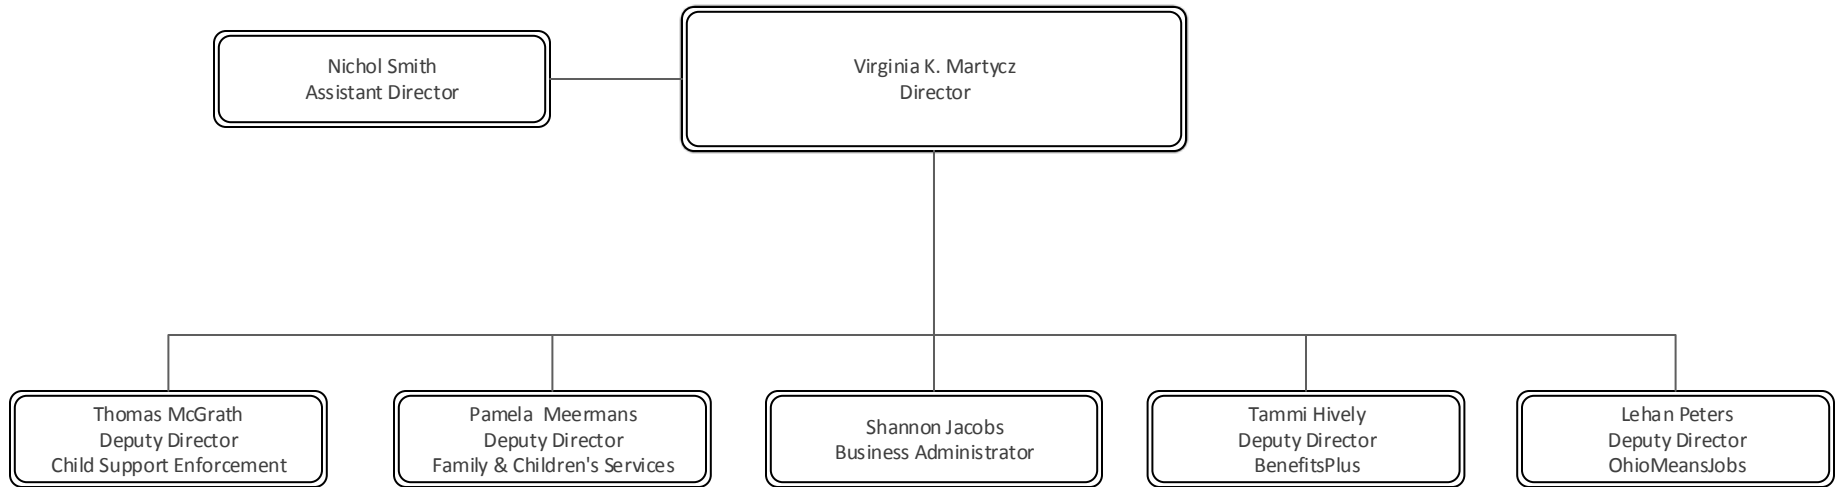 Nichol Smith
Assistant Director
Virginia K. Martycz
Director
Thomas McGrath
Deputy Director
Child Support Enforcement
Pamela  Meermans
Deputy Director
Family & Children's Services
Shannon Jacobs
Business Administrator
Tammi Hively
Deputy Director
BenefitsPlus
Lehan Peters
Deputy Director
OhioMeansJobs